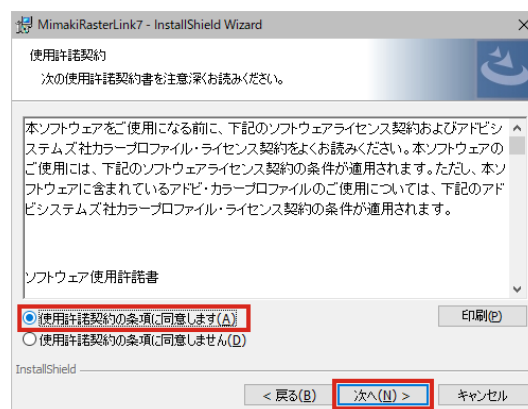 MimakiRasterLink7 - InstallShield Wizard
使用許諾契約
次の使用許諾契約書を注意深くお読みください。
本ソフトウェアをご使用になる前に、下記のソフトウェアライセンス契約およびアドビシ
ステムズ社カラープロファイル・ライセンス契約をよくお読みください。本ソフトウェアの
ご使用には、下記のソフトウェアライセンス契約の条件が適用されます。ただし、本ソ
フトウェアに含まれているアドビ・カラープロファイルのご使用については、下記のアド
ビシステムズ社カラープロファイル・ライセンス契約の条件が適用されます。
ソフトウェア使用許諾書
使用許諾契約の条項に同意します(A)
印刷(P)
使用許諾契約の条項に同意しません(D)
InstallShield
< 戻る(B) 次へ(N) > キャンセル